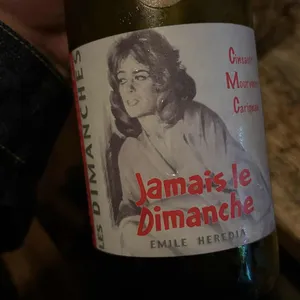 LES DIMANCHES
Cinsault
Mourvèdre
Carignan
Jamais le
Dimanche
EMILE HEREDIA